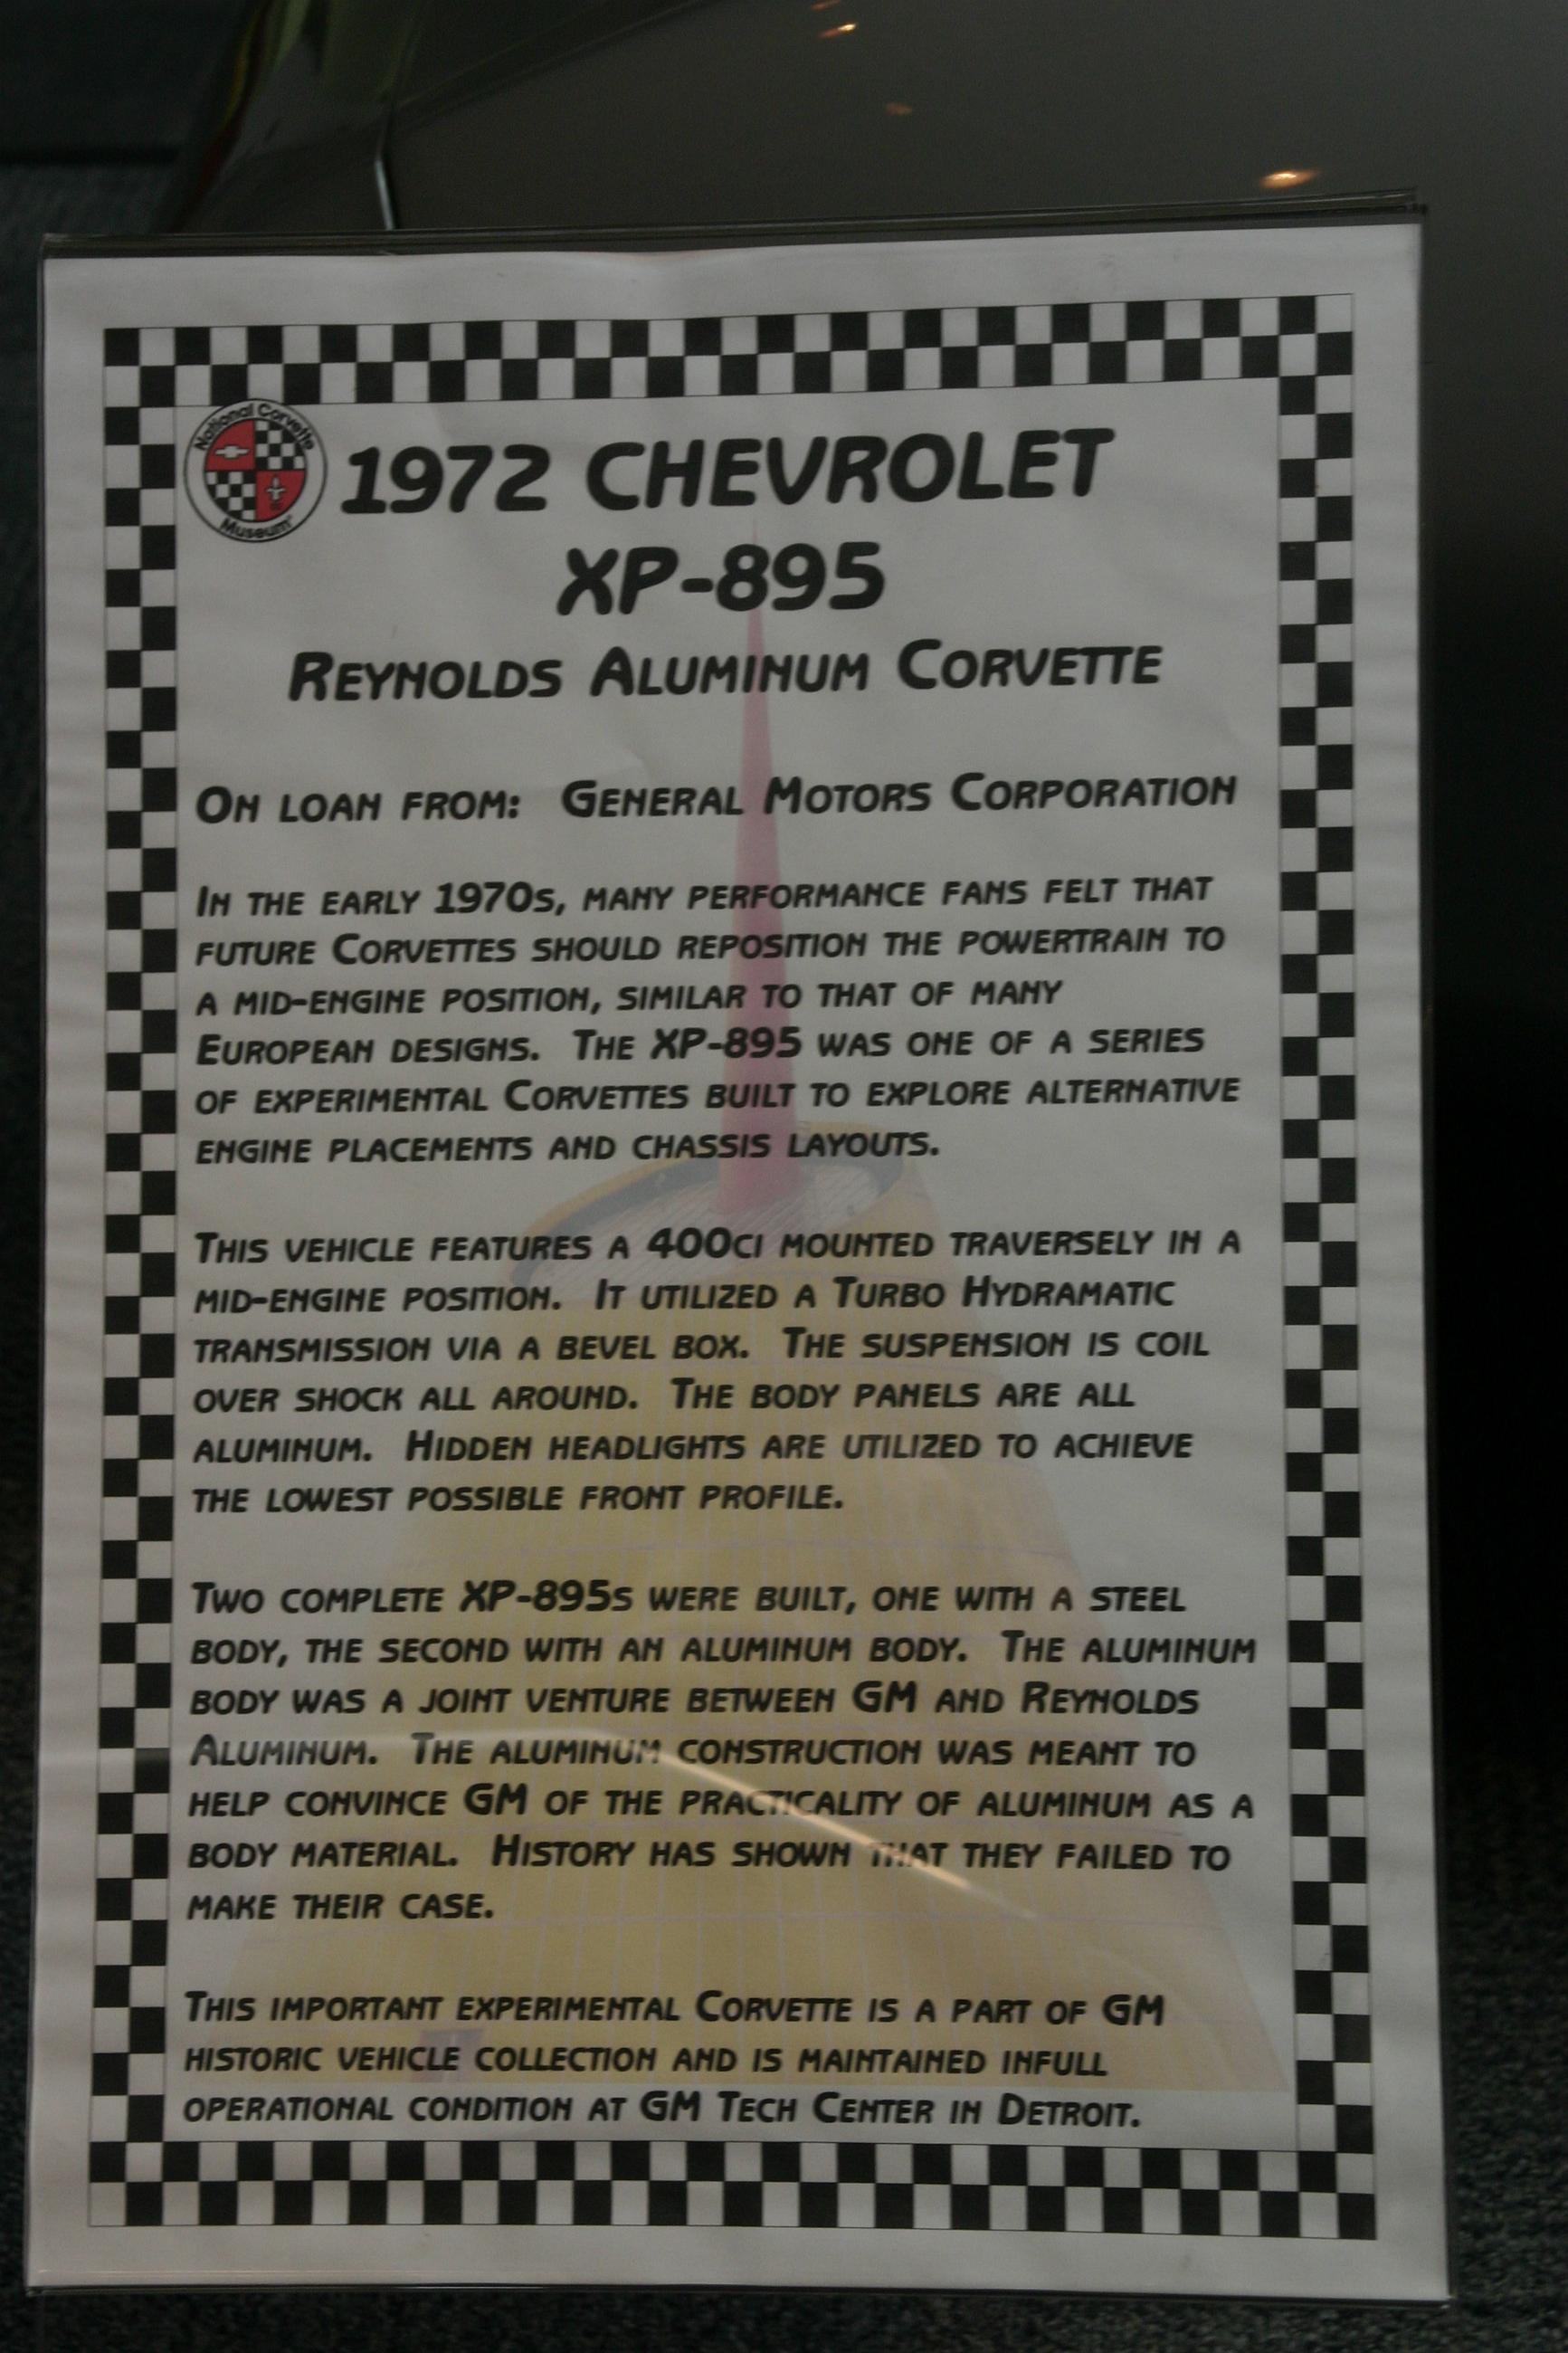 National Corvette
Museum
1972 CHEVROLET
XP-895
REYNOLDS ALUMINUM CORVETTE
ON LOAN FROM: GENERAL MOTORS CORPORATION
IN THE EARLY 1970S, MANY PERFORMANCE FANS FELT THAT
FUTURE CORVETTES SHOULD REPOSITION THE POWERTRAIN TO
A MID-ENGINE POSITION, SIMILAR TO THAT OF MANY
EUROPEAN DESIGNS. THE XP-895 WAS ONE OF A SERIES
OF EXPERIMENTAL CORVETTES BUILT TO EXPLORE ALTERNATIVE
ENGINE PLACEMENTS AND CHASSIS LAYOUTS.
THIS VEHICLE FEATURES A 400CI MOUNTED TRAVERSELY IN A
MID-ENGINE POSITION. IT UTILIZED A TURBO HYDRAMATIC
TRANSMISSION VIA A BEVEL BOX. THE SUSPENSION IS COIL
OVER SHOCK ALL AROUND. THE BODY PANELS ARE ALL
ALUMINUM. HIDDEN HEADLIGHTS ARE UTILIZED TO ACHIEVE
THE LOWEST POSSIBLE FRONT PROFILE.
TWO COMPLETE XP-895S WERE BUILT, ONE WITH A STEEL
BODY, THE SECOND WITH AN ALUMINUM BODY. THE ALUMINUM
BODY WAS A JOINT VENTURE BETWEEN GM AND REYNOLDS
ALUMINUM. THE ALUMINUM CONSTRUCTION WAS MEANT TO
HELP CONVINCE GM OF THE PRACTICALITY OF ALUMINUM AS A
BODY MATERIAL. HISTORY HAS SHOWN THAT THEY FAILED TO
MAKE THEIR CASE.
THIS IMPORTANT EXPERIMENTAL CORVETTE IS A PART OF GM
HISTORIC VEHICLE COLLECTION AND IS MAINTAINED INFULL
OPERATIONAL CONDITION AT GM TECH CENTER IN DETROIT.